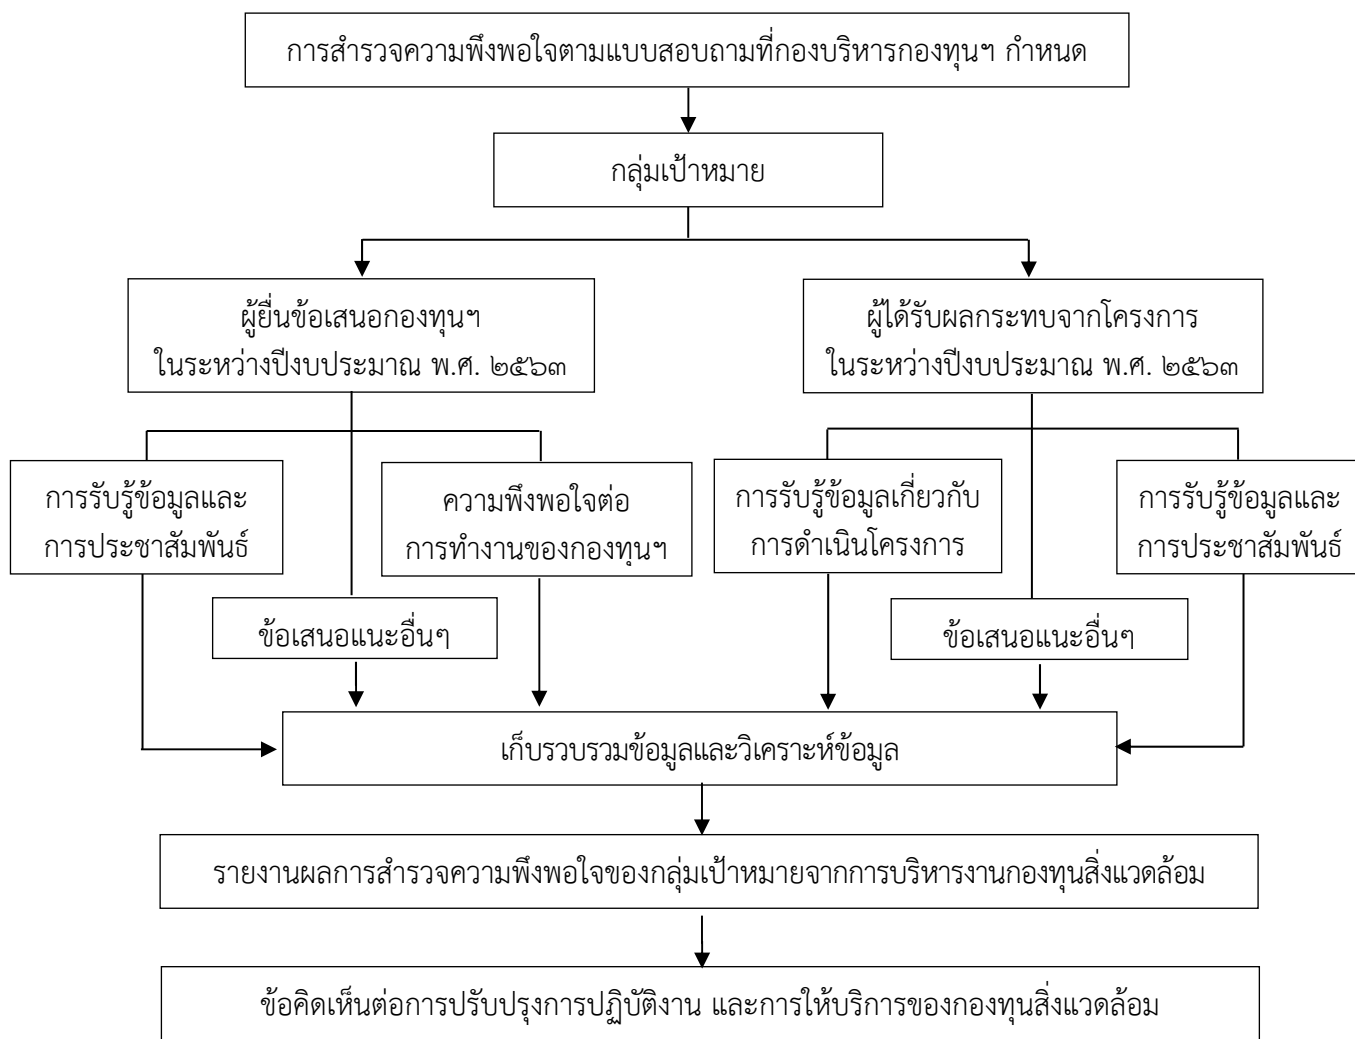 การสำรวจความพึงพอใจตามแบบสอบถามที่กองบริหารกองทุนฯ กำหนด
กลุ่มเป้าหมาย
ผู้ยื่นข้อเสนอกองทุนฯ
ในระหว่างปีงบประมาณ พ.ศ. ๒๕๖๓
ผู้ได้รับผลกระทบจากโครงการ
ในระหว่างปีงบประมาณ พ.ศ. ๒๕๖๓
การรับรู้ข้อมูลและ
การประชาสัมพันธ์
ความพึงพอใจต่อ
การทำงานของกองทุนฯ
การรับรู้ข้อมูลเกี่ยวกับ
การดำเนินโครงการ
การรับรู้ข้อมูลและ
การประชาสัมพันธ์
ข้อเสนอแนะอื่นๆ
ข้อเสนอแนะอื่นๆ
เก็บรวบรวมข้อมูลและวิเคราะห์ข้อมูล
รายงานผลการสำรวจความพึงพอใจของกลุ่มเป้าหมายจากการบริหารงานกองทุนสิ่งแวดล้อม
ข้อคิดเห็นต่อการปรับปรุงการปฏิบัติงาน และการให้บริการของกองทุนสิ่งแวดล้อม